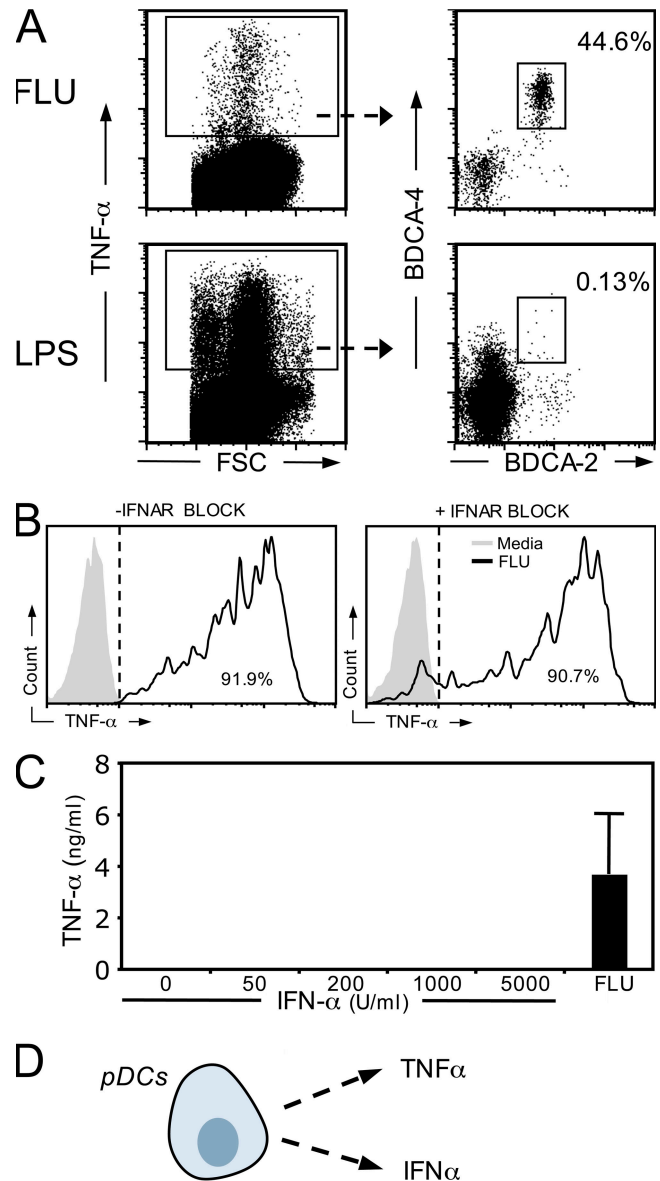 A
FLU
TNF-α
44.6%
BDCA-4
LPS
0.13%
FSC
BDCA-2
B
-IFNAR BLOCK
Count
91.9%
TNF-α
+ IFNAR BLOCK
Media
FLU
Count
90.7%
TNF-α
C
TNF-α (ng/ml)
8
6
4
2
0
0 50 200 1000 5000 FLU
IFN-α (U/ml)
D
pDCs
TNFα
IFNα